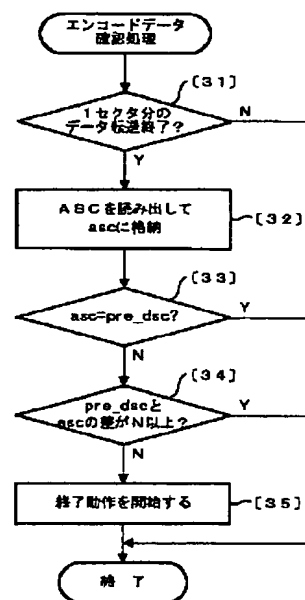 エンコードデータ
確認処理
[31]
1セクタ分の
データ転送終了?
N
Y
ABCを読み出して
ascに格納
[32]
[33]
asc=pre_dsc?
Y
N
[34]
pre_dscと
ascの差がN以上?
Y
N
終了動作を開始する
[35]
終 了